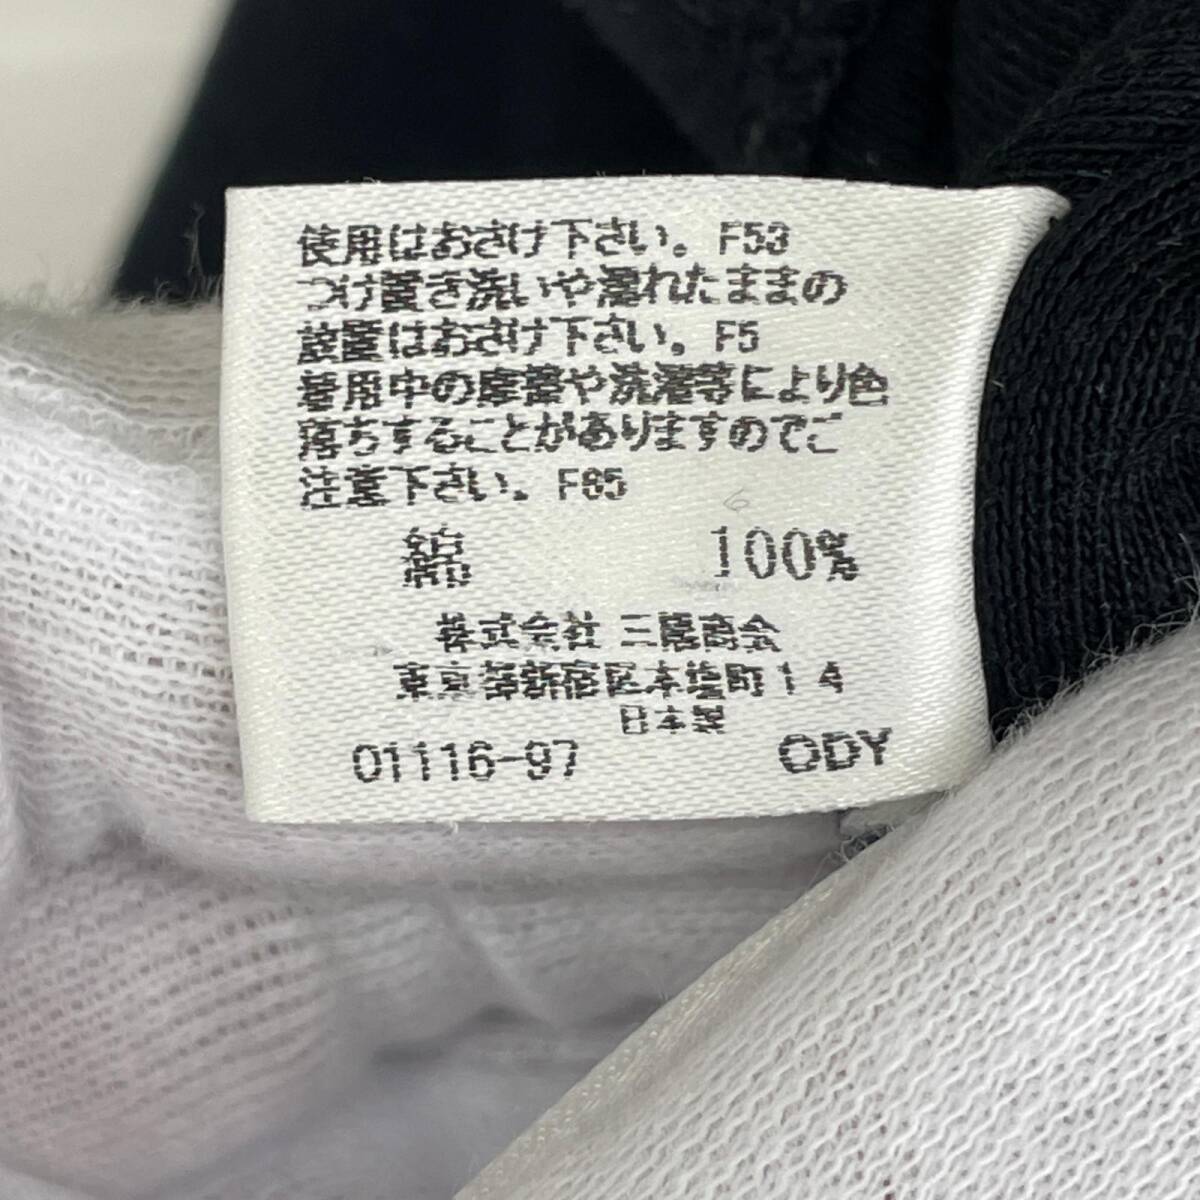 使用はおさけ下さい。F53
つけ置き洗いや濡れたままの
放置はおさけ下さい。F5
着用中の摩擦や洗濯等により色
落ちすることがありますのでご
注意下さい。F65
綿 100%
株式会社 三陽商会
東京都新宿区本塩町14
日本製
01116-97 ODY